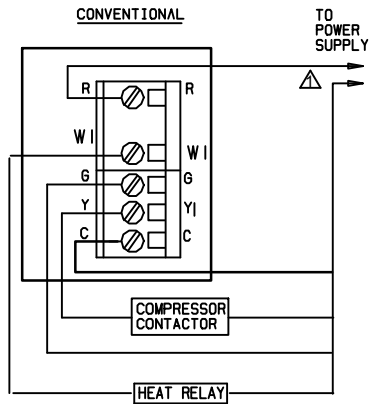 CONVENTIONAL
TO
POWER
SUPPLY
1
R R
W1 W1
G G
Y Y1
C C
COMPRESSOR
CONTACTOR
HEAT RELAY